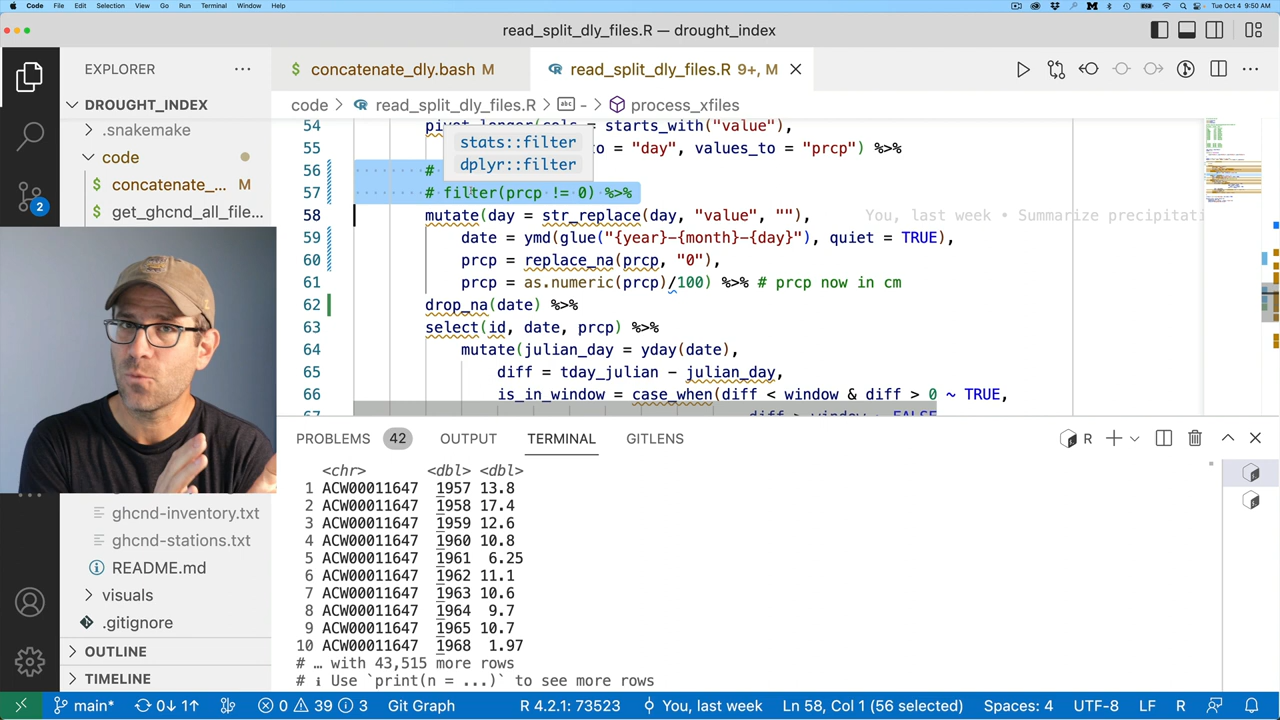 Code File Edit Selection View Go Run Terminal Window Help Tue Oct 4 9:50 AM
read_split_dly_files.R — drought_index
EXPLORER
$ concatenate_dly.bash M
read_split_dly_files.R 9+, M
DROUGHT_INDEX
code > read_split_dly_files.R > abc - > process_xfiles
.snakemake
code
$ concatenate_... M
$ get_ghcnd_all_file...
54 pivot_longer(cols = starts_with("value"),
stats::filter
dplyr::filter
55 to = "day", values_to = "prcp") %>%
56 #
57 # filter(prcp != 0) %>%
58 mutate(day = str_replace(day, "value", ""), You, last week • Summarize precipitati
59 date = ymd(glue("{year}-{month}-{day}"), quiet = TRUE),
60 prcp = replace_na(prcp, "0"),
61 prcp = as.numeric(prcp)/100) %>% # prcp now in cm
62 drop_na(date) %>%
63 select(id, date, prcp) %>%
64 mutate(julian_day = yday(date),
65 diff = tday_julian - julian_day,
66 is_in_window = case_when(diff < window & diff > 0 ~ TRUE,
67 diff > window ~ FALSE
2
ghcnd-inventory.txt
ghcnd-stations.txt
README.md
visuals
.gitignore
OUTLINE
TIMELINE
PROBLEMS 42 OUTPUT TERMINAL GITLENS R
<chr> <dbl> <dbl>
1 ACW00011647 1957 13.8
2 ACW00011647 1958 17.4
3 ACW00011647 1959 12.6
4 ACW00011647 1960 10.8
5 ACW00011647 1961 6.25
6 ACW00011647 1962 11.1
7 ACW00011647 1963 10.6
8 ACW00011647 1964 9.7
9 ACW00011647 1965 10.7
10 ACW00011647 1968 1.97
# … with 43,515 more rows
# ℹ Use `print(n = ...)` to see more rows
main* 0↓ 1↑ 0 39 3 Git Graph R 4.2.1: 73523 You, last week Ln 58, Col 1 (56 selected) Spaces: 4 UTF-8 LF R